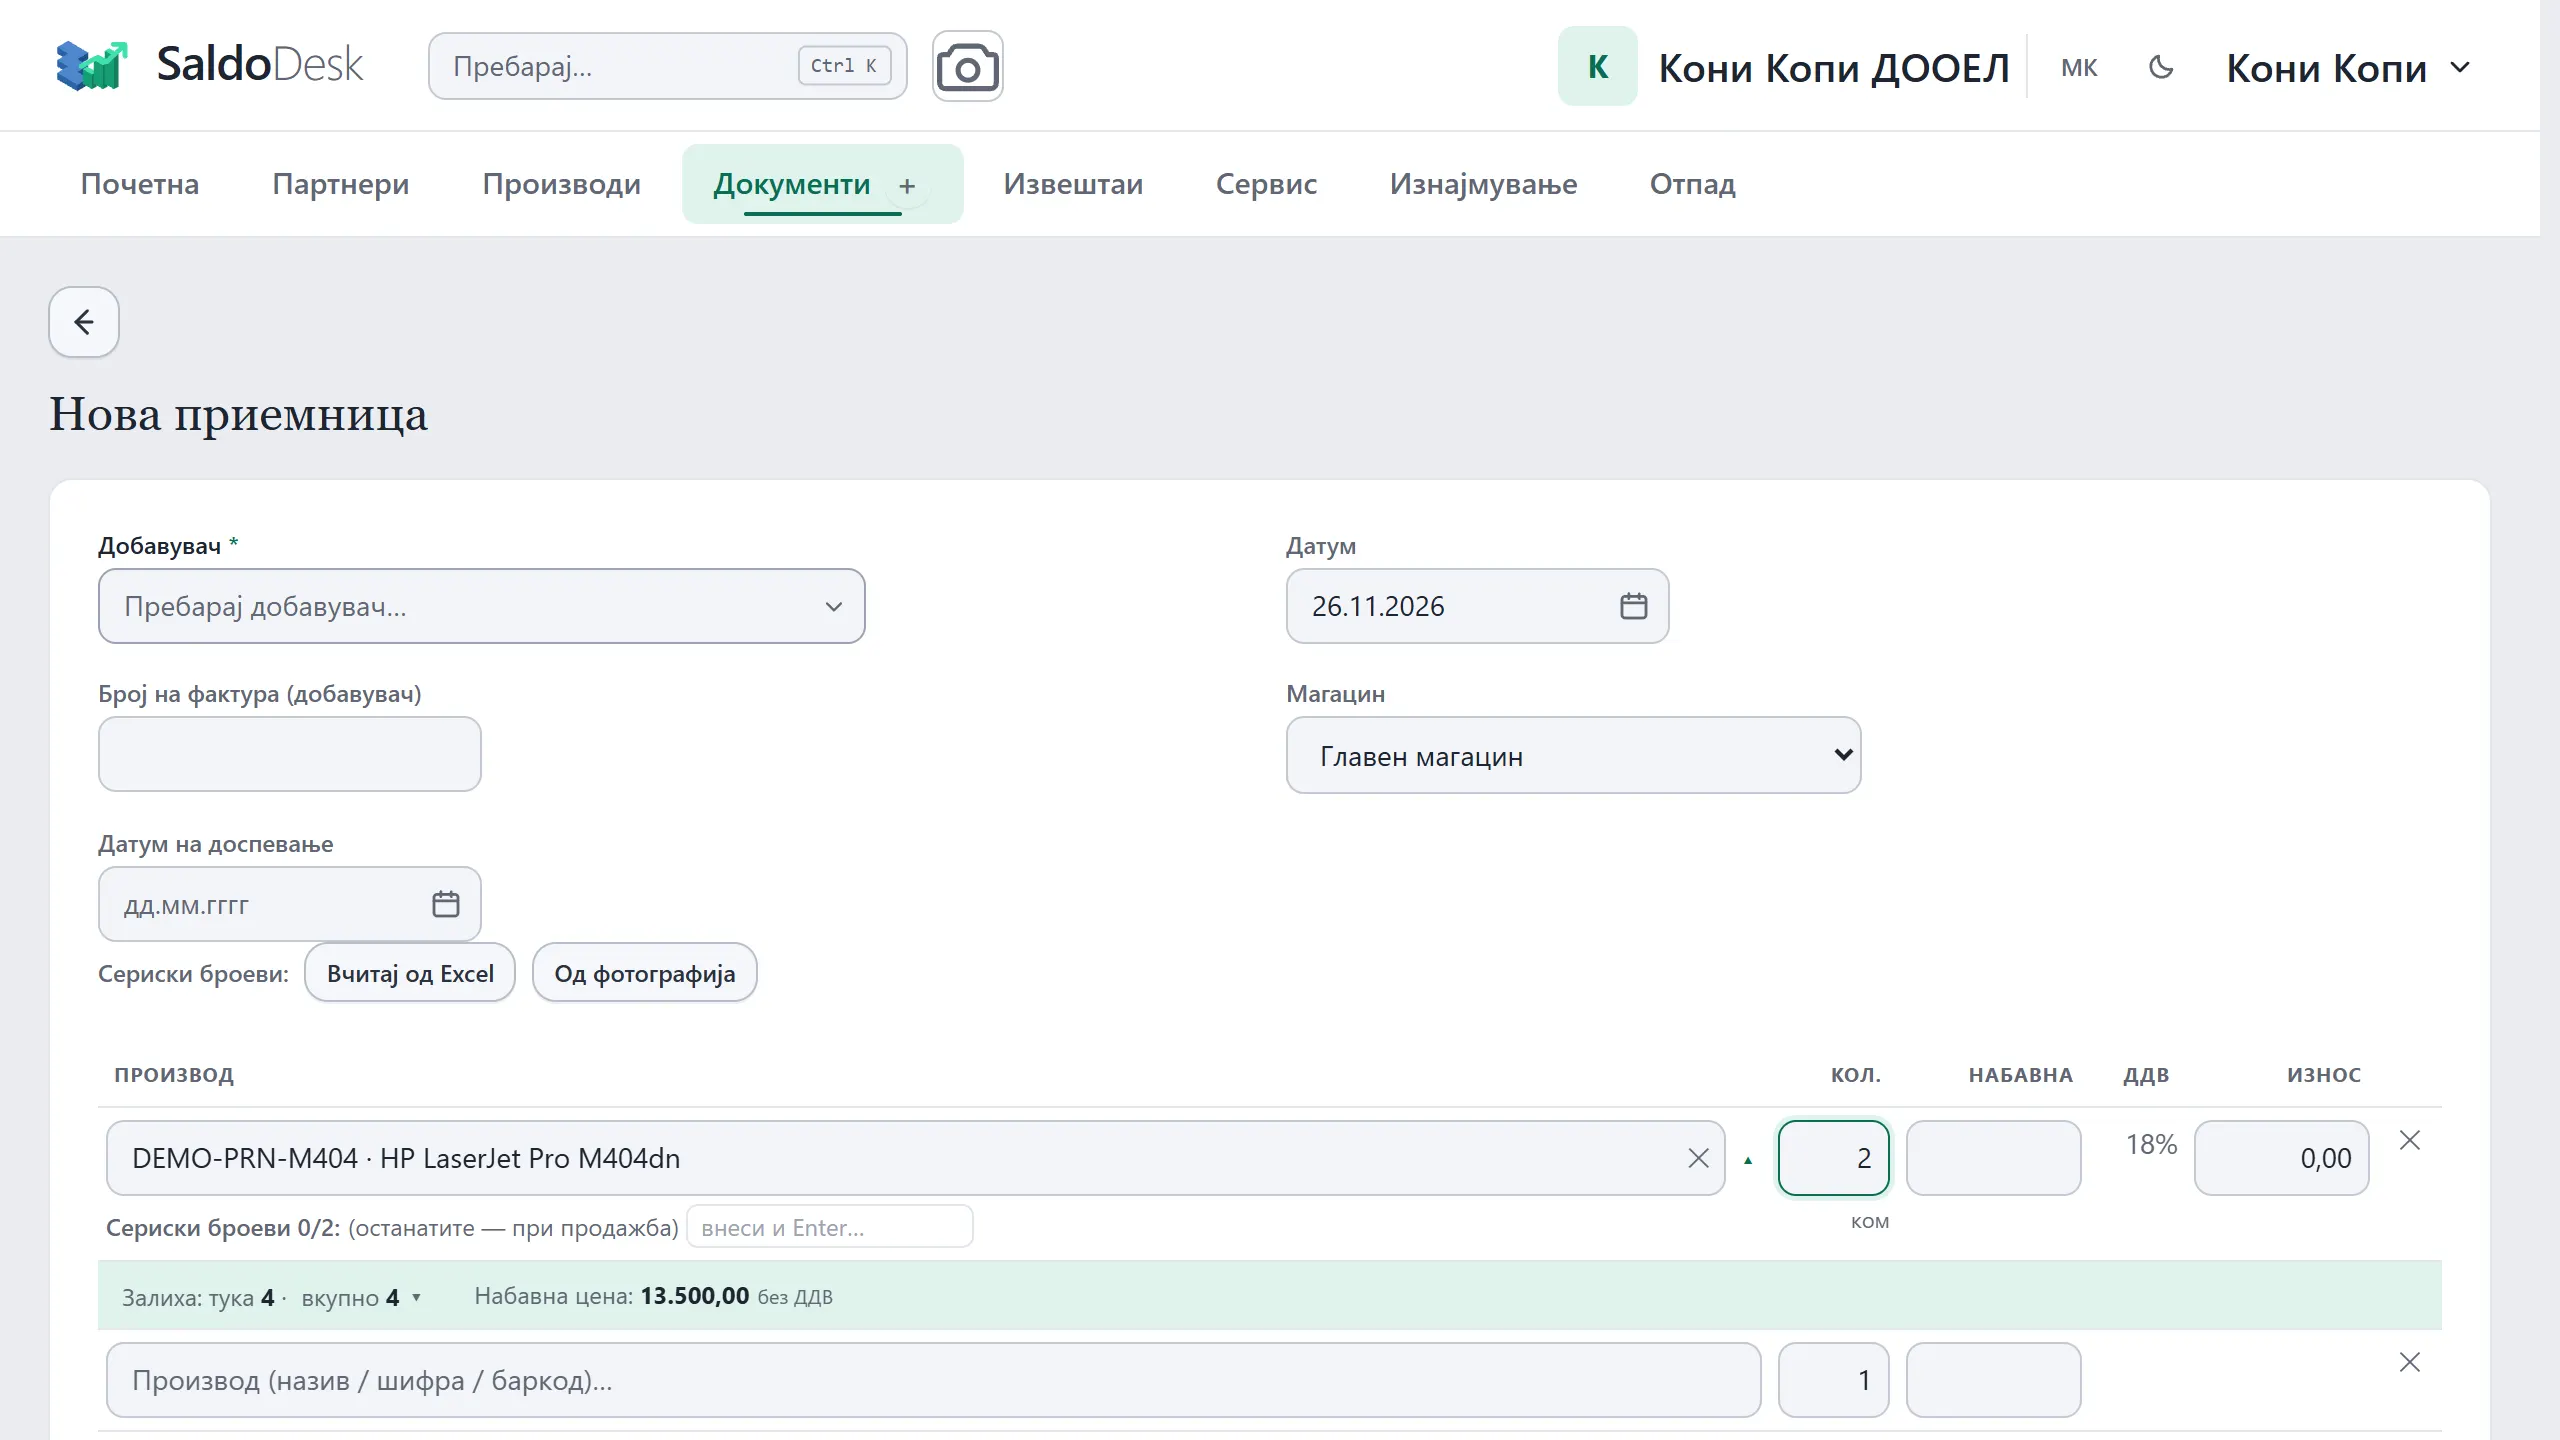 SaldoDesk
Пребарај... Ctrl K
К Кони Копи ДООЕЛ МК Кони Копи
Почетна Партнери Производи Документи + Извештаи Сервис Изнајмување Отпад
Нова приемница
Добавувач * Датум
Пребарај добавувач... 26.11.2026
Број на фактура (добавувач) Магацин
Главен магацин
Датум на доспевање
дд.мм.гггг
Сериски броеви: Вчитај од Excel Од фотографија
ПРОИЗВОД КОЛ. НАБАВНА ДДВ ИЗНОС
DEMO-PRN-M404 · HP LaserJet Pro M404dn 2 18% 0,00
Сериски броеви 0/2: (останатите — при продажба) внеси и Enter... ком
Залиха: тука 4 · вкупно 4 Набавна цена: 13.500,00 без ДДВ
Производ (назив / шифра / баркод)... 1